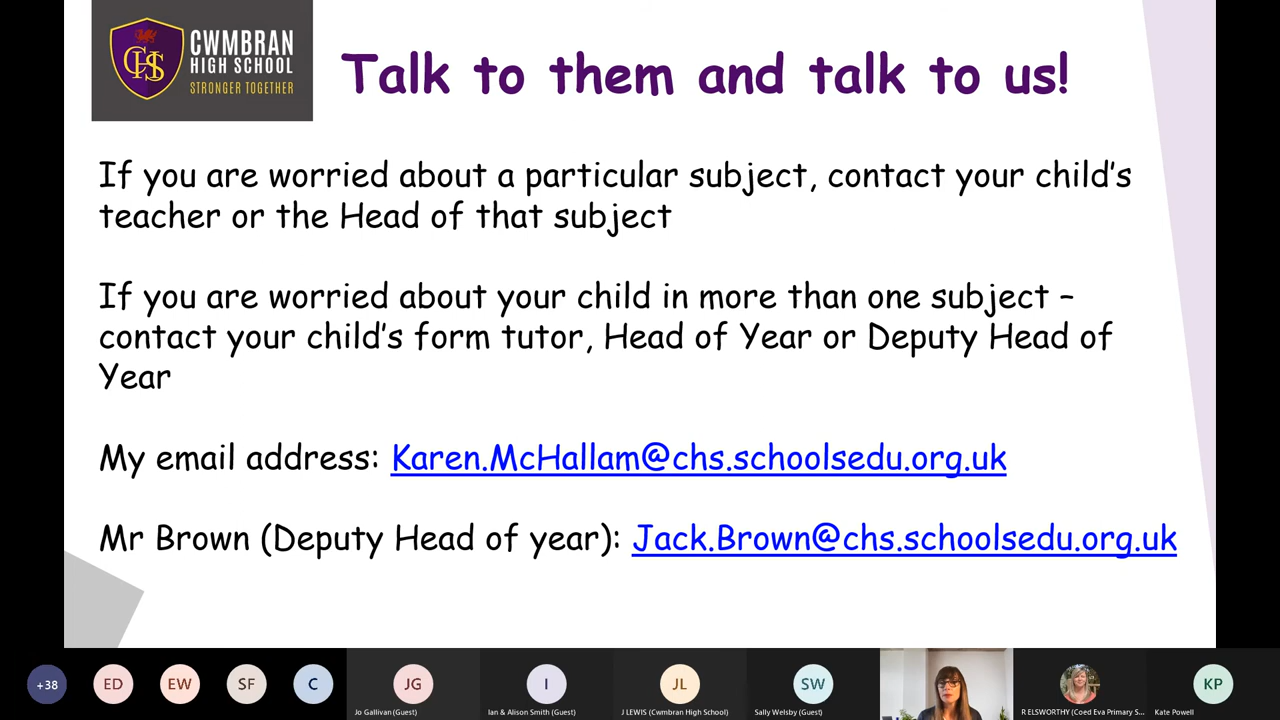 CHS
CWMBRAN
HIGH SCHOOL
STRONGER TOGETHER
Talk to them and talk to us!
If you are worried about a particular subject, contact your child's
teacher or the Head of that subject
If you are worried about your child in more than one subject –
contact your child's form tutor, Head of Year or Deputy Head of
Year
My email address: Karen.McHallam@chs.schoolsedu.org.uk
Mr Brown (Deputy Head of year): Jack.Brown@chs.schoolsedu.org.uk
+38
ED
EW
SF
C
JG
I
JL
SW
KP
Jo Gallivan (Guest)
Ian & Alison Smith (Guest)
J LEWIS (Cwmbran High School)
Sally Welsby (Guest)
R ELSWORTHY (Coed Eva Primary S...
Kate Powell